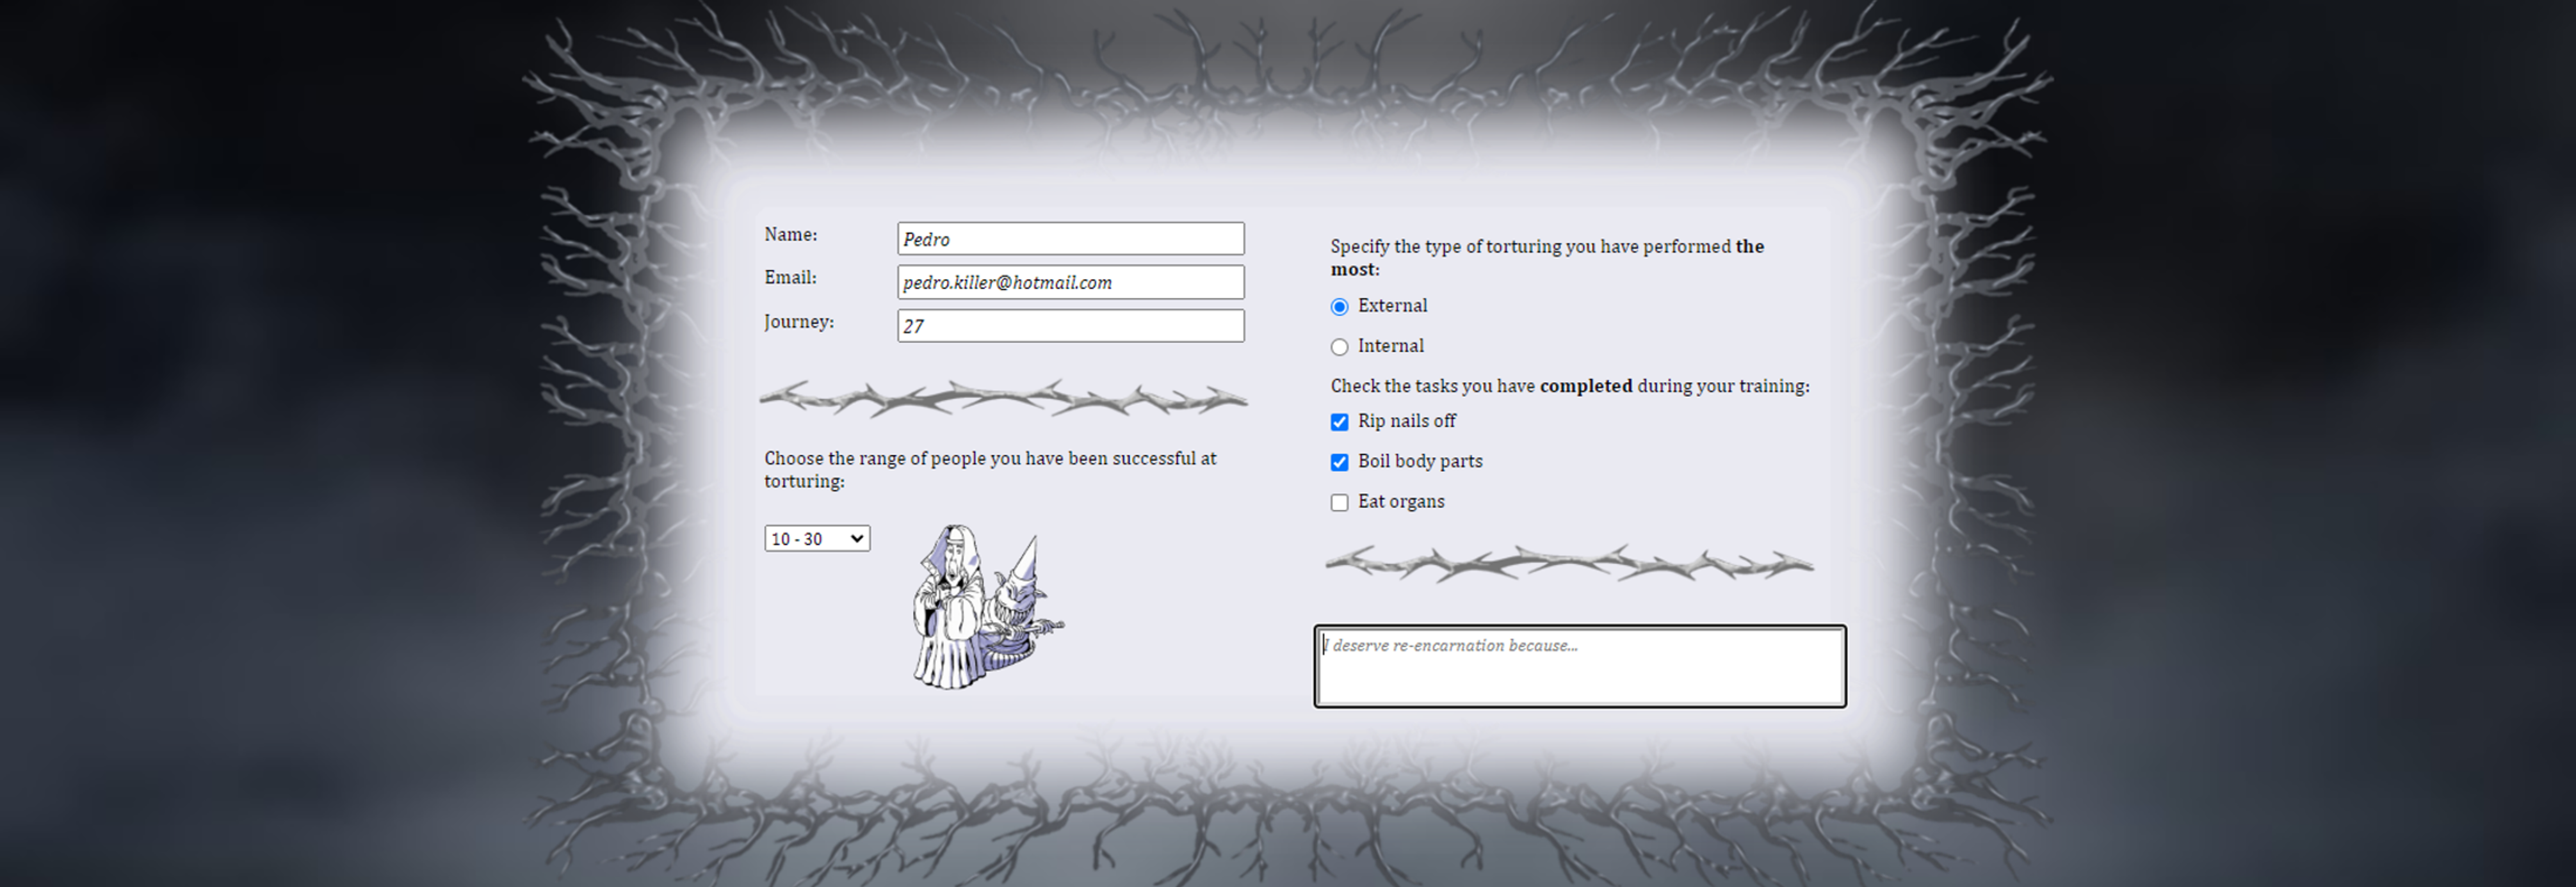 Name:
Pedro
Email:
pedro.killer@hotmail.com
Journey:
27
Choose the range of people you have been successful at
torturing:
10 - 30
Specify the type of torturing you have performed the
most:
External
Internal
Check the tasks you have completed during your training:
Rip nails off
Boil body parts
Eat organs
I deserve re-encarnation because...